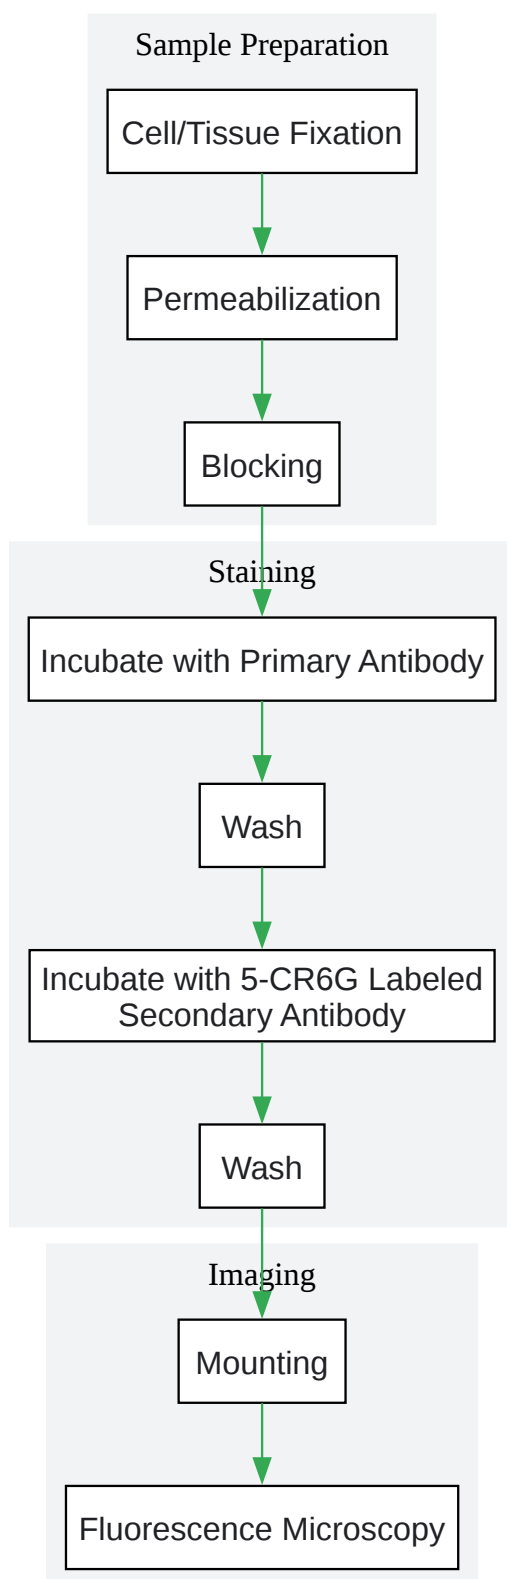 Sample Preparation
Cell/Tissue Fixation
Permeabilization
Blocking
Staining
Incubate with Primary Antibody
Wash
Incubate with 5-CR6G Labeled
Secondary Antibody
Wash
Imaging
Mounting
Fluorescence Microscopy